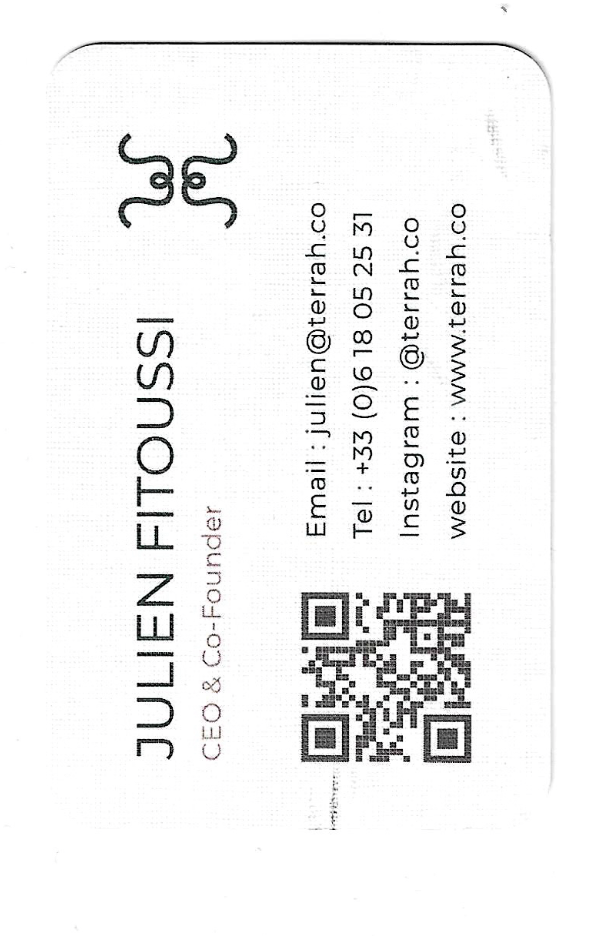 JULIEN FITOUSSI
CEO & Co-Founder
Email : julien@terrah.co
Tel : +33 (0)6 18 05 25 31
Instagram : @terrah.co
website : www.terrah.co